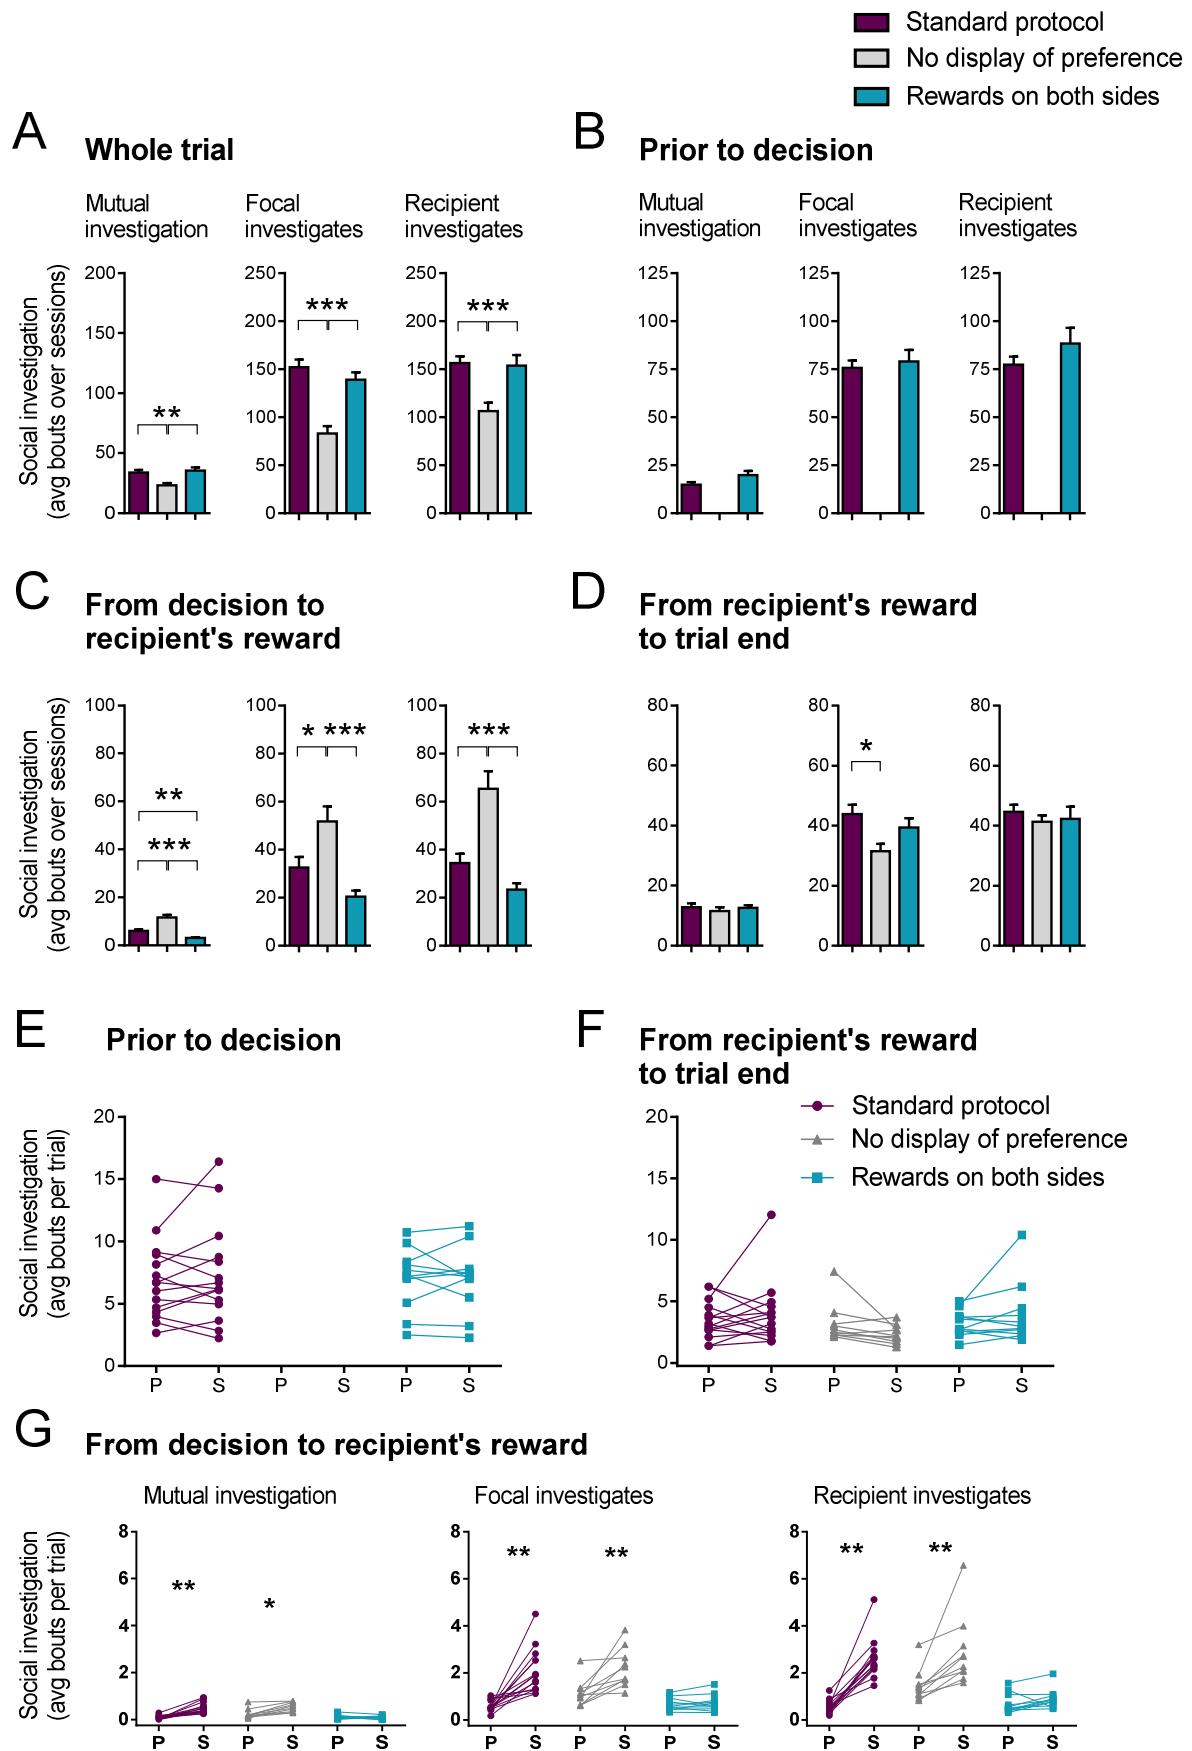 Standard protocol
No display of preference
Rewards on both sides
A
Whole trial
B
Prior to decision
Mutual
investigation
Focal
investigates
Recipient
investigates
Mutual
investigation
Focal
investigates
Recipient
investigates
Social investigation
(avg bouts over sessions)
200
150
100
50
0
**
250
200
150
100
50
0
***
250
200
150
100
50
0
***
125
100
75
50
25
0
125
100
75
50
25
0
125
100
75
50
25
0
C
From decision to
recipient's reward
D
From recipient's reward
to trial end
Social investigation
(avg bouts over sessions)
100
80
60
40
20
0
**
***
100
80
60
40
20
0
* ***
100
80
60
40
20
0
***
80
60
40
20
0
80
60
40
20
0
*
80
60
40
20
0
E
Prior to decision
F
From recipient's reward
to trial end
Standard protocol
No display of preference
Rewards on both sides
Social investigation
(avg bouts per trial)
20
15
10
5
0
P S P S P S
20
15
10
5
0
P S P S P S
G
From decision to recipient's reward
Mutual investigation
Focal investigates
Recipient investigates
Social investigation
(avg bouts per trial)
8
6
4
2
0
** *
P S P S P S
8
6
4
2
0
** **
P S P S P S
8
6
4
2
0
** **
P S P S P S